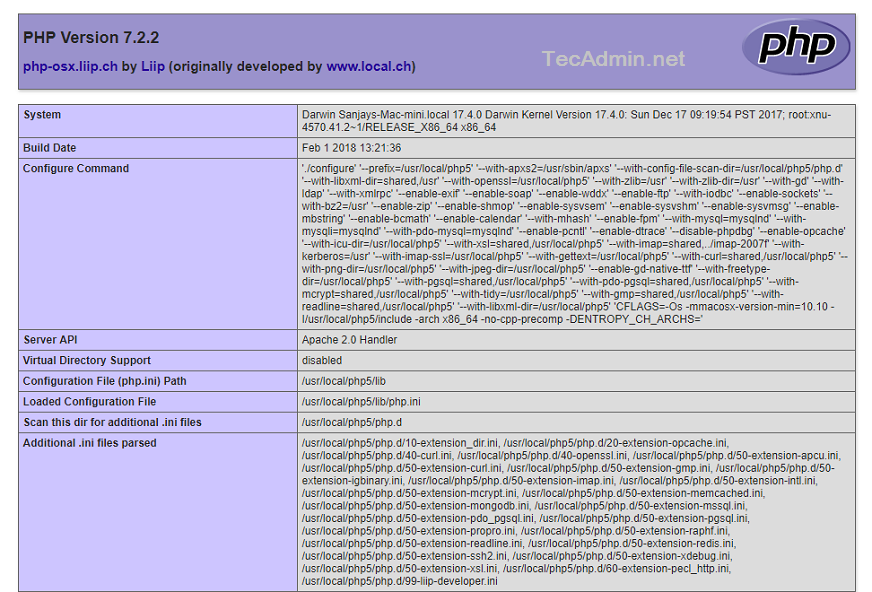 PHP Version 7.2.2
php
php-osx.liip.ch by Liip (originally developed by www.local.ch)
TecAdmin.net
System
Darwin Sanjays-Mac-mini.local 17.4.0 Darwin Kernel Version 17.4.0: Sun Dec 17 09:19:54 PST 2017; root:xnu-
4570.41.2~1/RELEASE_X86_64 x86_64
Build Date
Feb 1 2018 13:21:36
Configure Command
'./configure' '--prefix=/usr/local/php5' '--with-apxs2=/usr/sbin/apxs' '--with-config-file-scan-dir=/usr/local/php5/php.d'
'--with-libxml-dir=shared,/usr' '--with-openssl=/usr/local/php5' '--with-zlib=/usr' '--with-zlib-dir=/usr' '--with-gd' '--with-
ldap' '--with-xmlrpc' '--enable-exif' '--enable-soap' '--enable-wddx' '--enable-ftp' '--with-iodbc' '--enable-sockets' '--
with-bz2=/usr' '--enable-zip' '--enable-shmop' '--enable-sysvsem' '--enable-sysvshm' '--enable-sysvmsg' '--enable-
mbstring' '--enable-bcmath' '--enable-calendar' '--with-mhash' '--enable-fpm' '--with-mysql=mysqlnd' '--with-
mysqli=mysqlnd' '--with-pdo-mysql=mysqlnd' '--enable-pcntl' '--enable-dtrace' '--disable-phpdbg' '--enable-opcache'
'--with-icu-dir=/usr/local/php5' '--with-xsl=shared,/usr/local/php5' '--with-imap=shared,../imap-2007f' '--with-
kerberos=/usr' '--with-imap-ssl=/usr/local/php5' '--with-gettext=/usr/local/php5' '--with-curl=shared,/usr/local/php5' '--
with-png-dir=/usr/local/php5' '--with-jpeg-dir=/usr/local/php5' '--enable-gd-native-ttf' '--with-freetype-
dir=/usr/local/php5' '--with-pgsql=shared,/usr/local/php5' '--with-pdo-pgsql=shared,/usr/local/php5' '--with-
mcrypt=shared,/usr/local/php5' '--with-tidy=/usr/local/php5' '--with-gmp=shared,/usr/local/php5' '--with-
readline=shared,/usr/local/php5' '--with-libxml-dir=/usr/local/php5' 'CFLAGS=-Os -mmacosx-version-min=10.10 -
I/usr/local/php5/include -arch x86_64 -no-cpp-precomp -DENTROPY_CH_ARCHS='
Server API
Apache 2.0 Handler
Virtual Directory Support
disabled
Configuration File (php.ini) Path
/usr/local/php5/lib
Loaded Configuration File
/usr/local/php5/lib/php.ini
Scan this dir for additional .ini files
/usr/local/php5/php.d
Additional .ini files parsed
/usr/local/php5/php.d/10-extension_dir.ini, /usr/local/php5/php.d/20-extension-opcache.ini,
/usr/local/php5/php.d/40-curl.ini, /usr/local/php5/php.d/40-openssl.ini, /usr/local/php5/php.d/50-extension-apcu.ini,
/usr/local/php5/php.d/50-extension-curl.ini, /usr/local/php5/php.d/50-extension-gmp.ini, /usr/local/php5/php.d/50-
extension-igbinary.ini, /usr/local/php5/php.d/50-extension-imap.ini, /usr/local/php5/php.d/50-extension-intl.ini,
/usr/local/php5/php.d/50-extension-mcrypt.ini, /usr/local/php5/php.d/50-extension-memcached.ini,
/usr/local/php5/php.d/50-extension-mongodb.ini, /usr/local/php5/php.d/50-extension-mssql.ini,
/usr/local/php5/php.d/50-extension-pdo_pgsql.ini, /usr/local/php5/php.d/50-extension-pgsql.ini,
/usr/local/php5/php.d/50-extension-propro.ini, /usr/local/php5/php.d/50-extension-raphf.ini,
/usr/local/php5/php.d/50-extension-readline.ini, /usr/local/php5/php.d/50-extension-redis.ini,
/usr/local/php5/php.d/50-extension-ssh2.ini, /usr/local/php5/php.d/50-extension-xdebug.ini,
/usr/local/php5/php.d/50-extension-xsl.ini, /usr/local/php5/php.d/60-extension-pecl_http.ini,
/usr/local/php5/php.d/99-liip-developer.ini